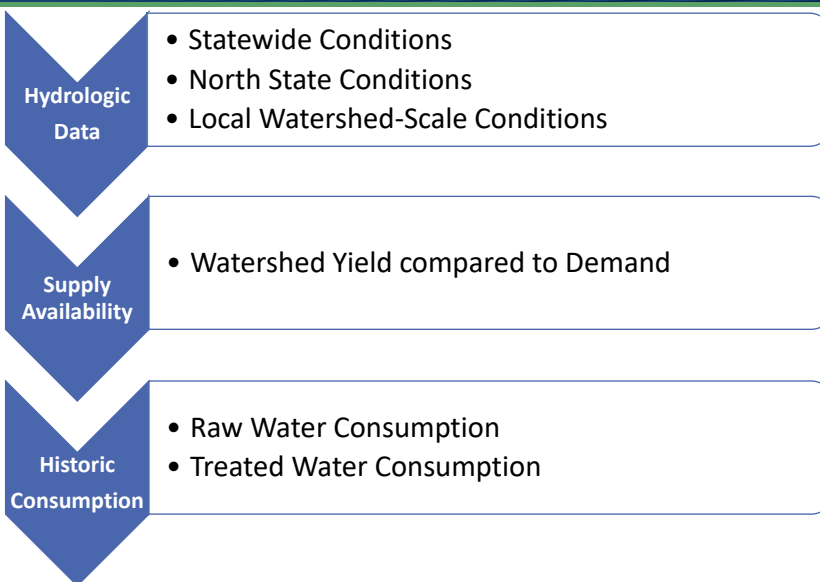 Hydrologic
Data
• Statewide Conditions
• North State Conditions
• Local Watershed-Scale Conditions
Supply
Availability
• Watershed Yield compared to Demand
Historic
Consumption
• Raw Water Consumption
• Treated Water Consumption